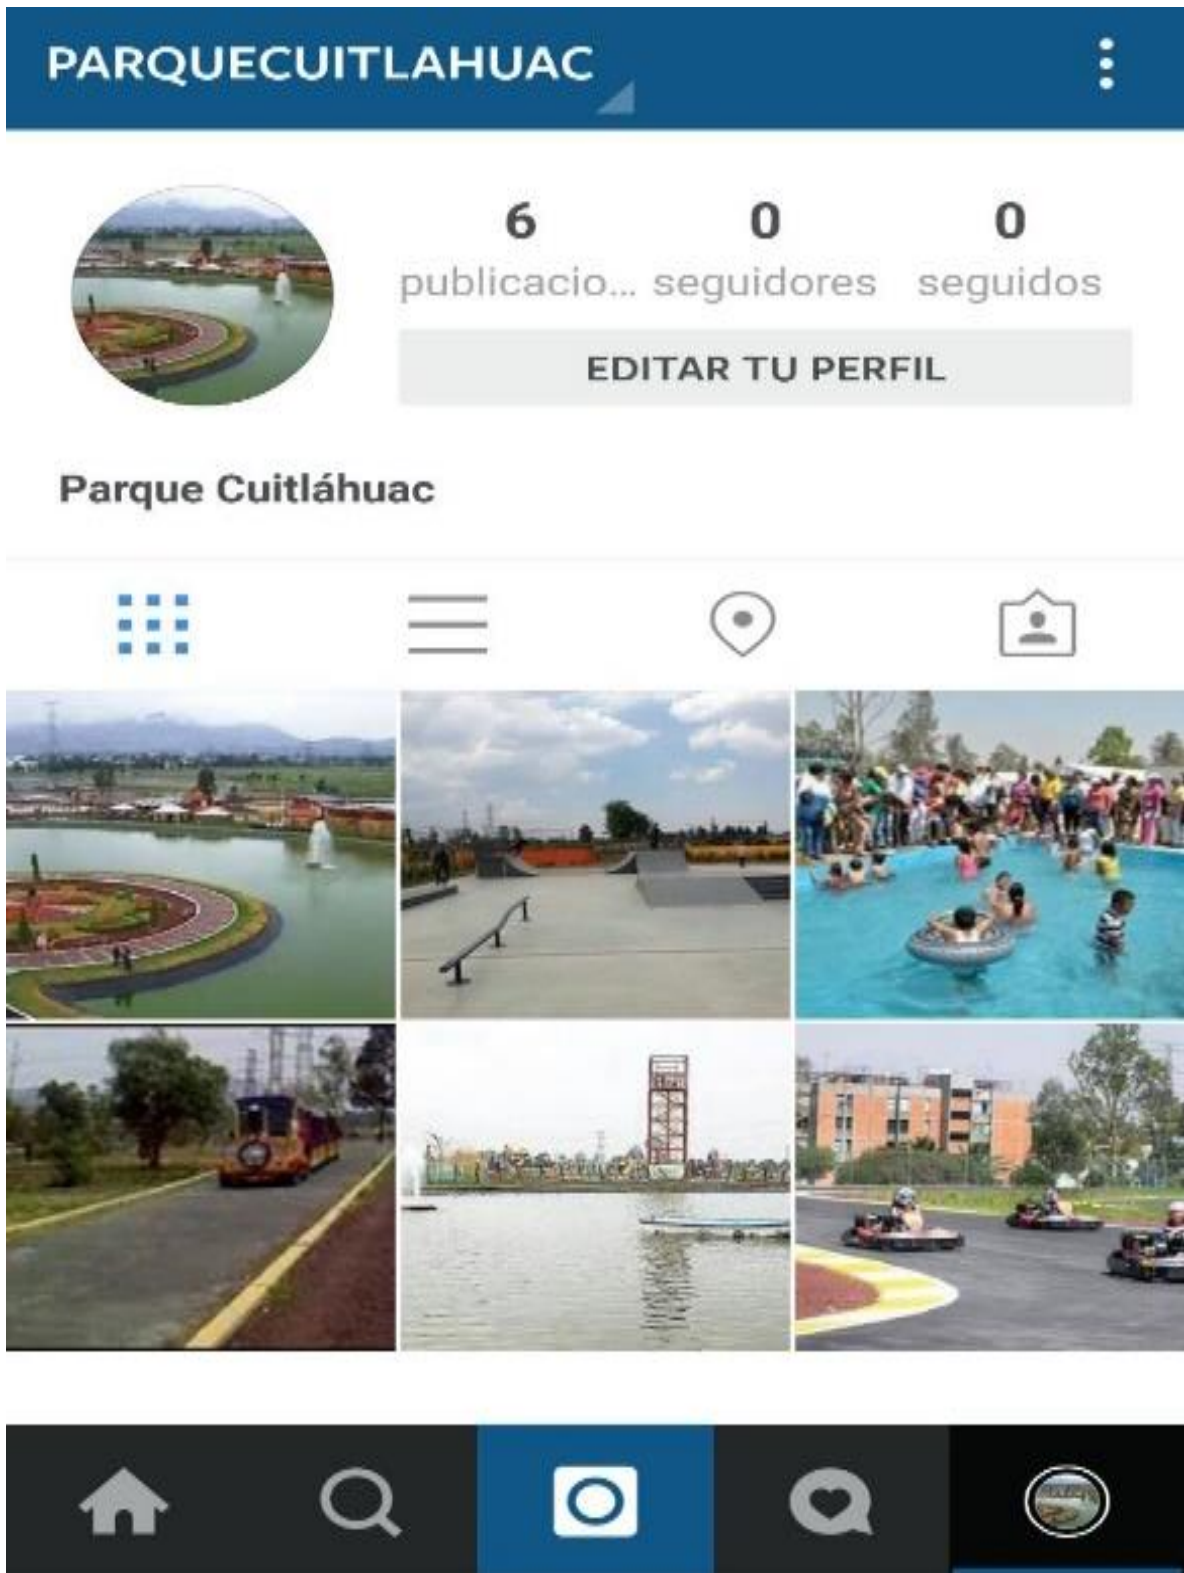 PARQUECUITLAHUAC
6 0 0
publicacio... seguidores seguidos
EDITAR TU PERFIL
Parque Cuitláhuac